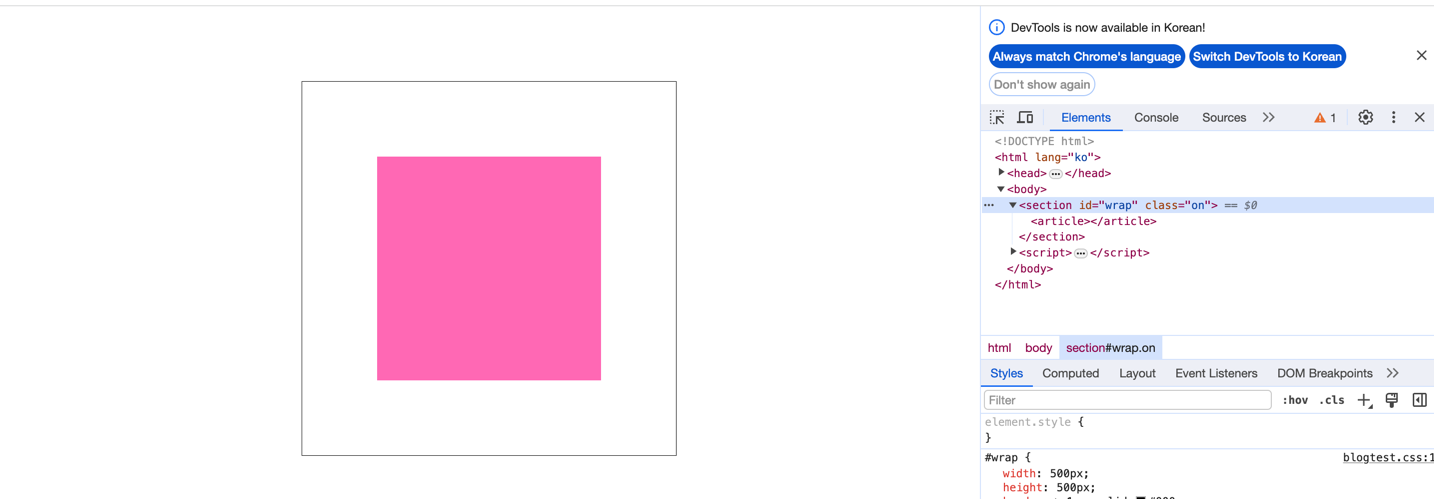 DevTools is now available in Korean!
Always match Chrome's language Switch DevTools to Korean
Don't show again
Elements Console Sources 1
<!DOCTYPE html>
<html lang="ko">
<head> </head>
<body>
<section id="wrap" class="on"> == $0
<article></article>
</section>
<script> </script>
</body>
</html>
html body section#wrap.on
Styles Computed Layout Event Listeners DOM Breakpoints
Filter :hov .cls
element.style {
}
#wrap { blogtest.css:1
width: 500px;
height: 500px;